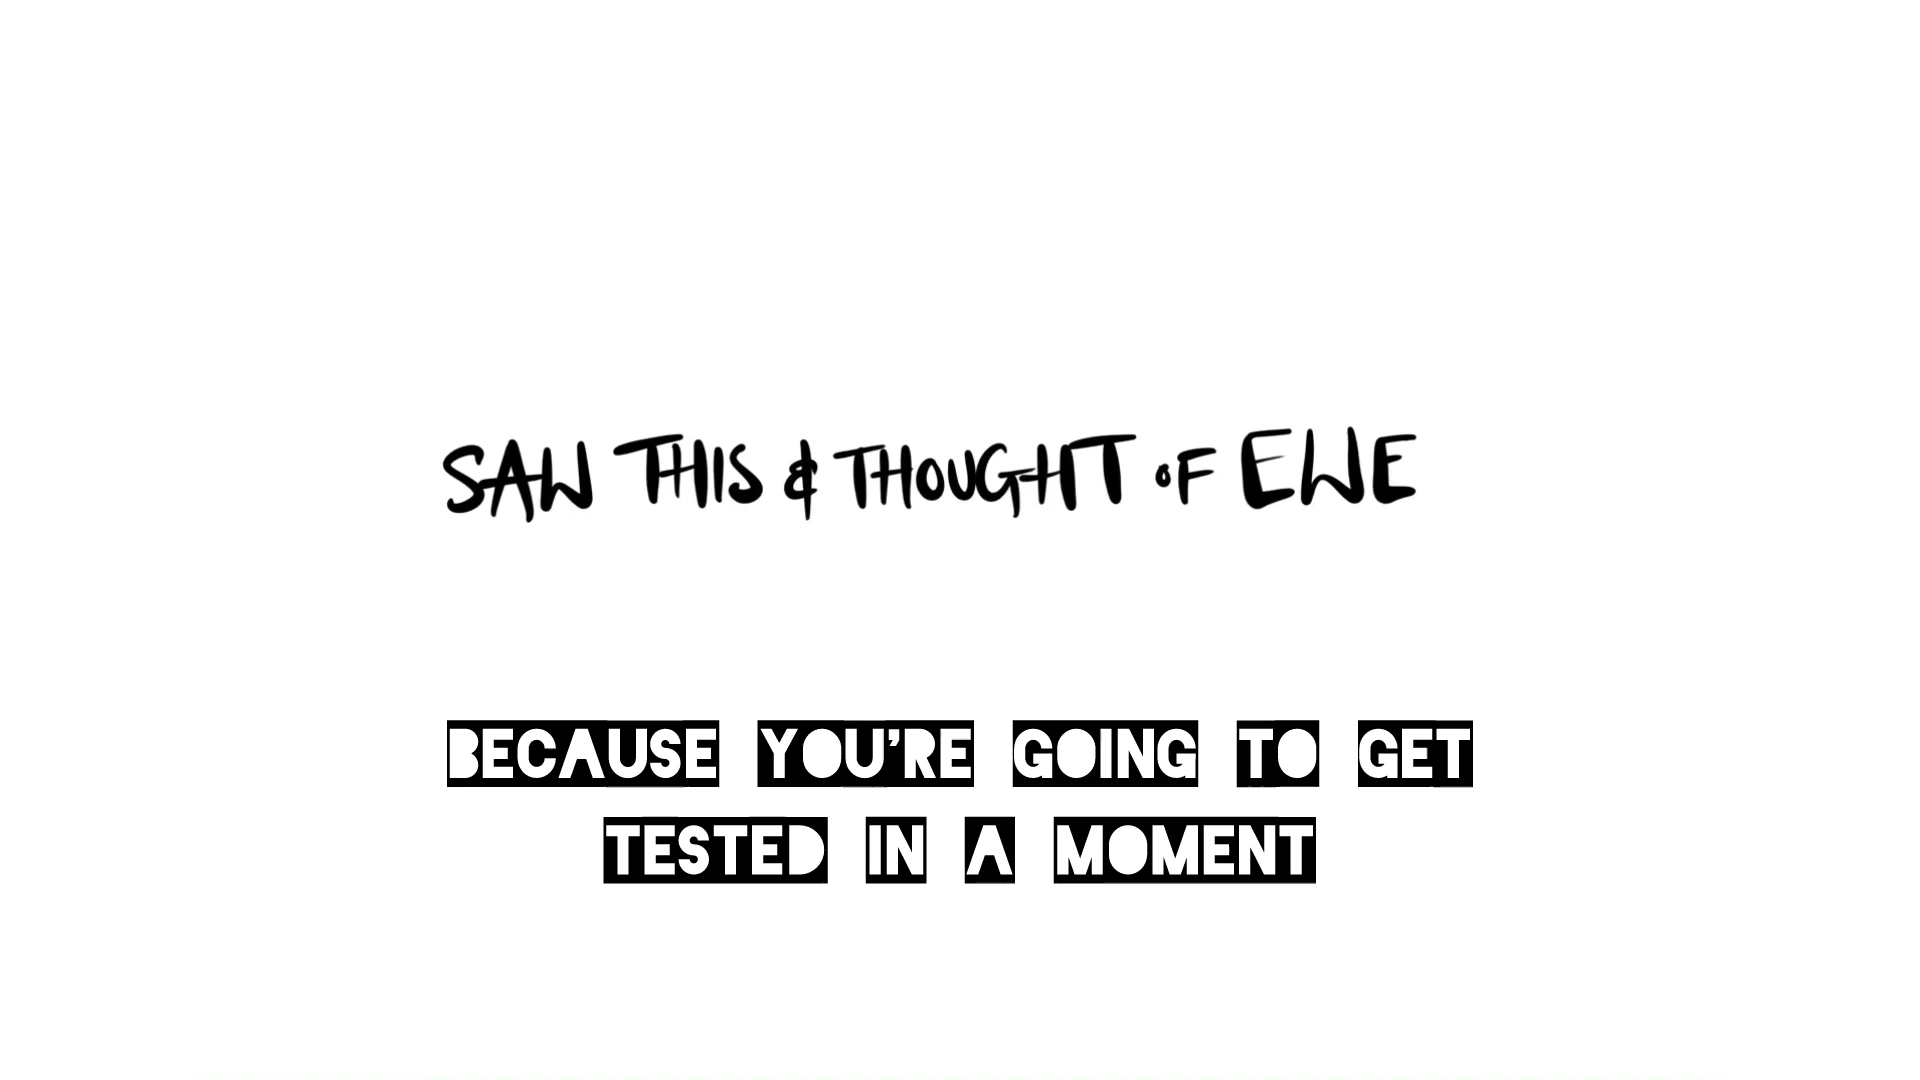 SAW THIS & THOUGHT OF EWE
BECAUSE YOU'RE GOING TO GET
TESTED IN A MOMENT